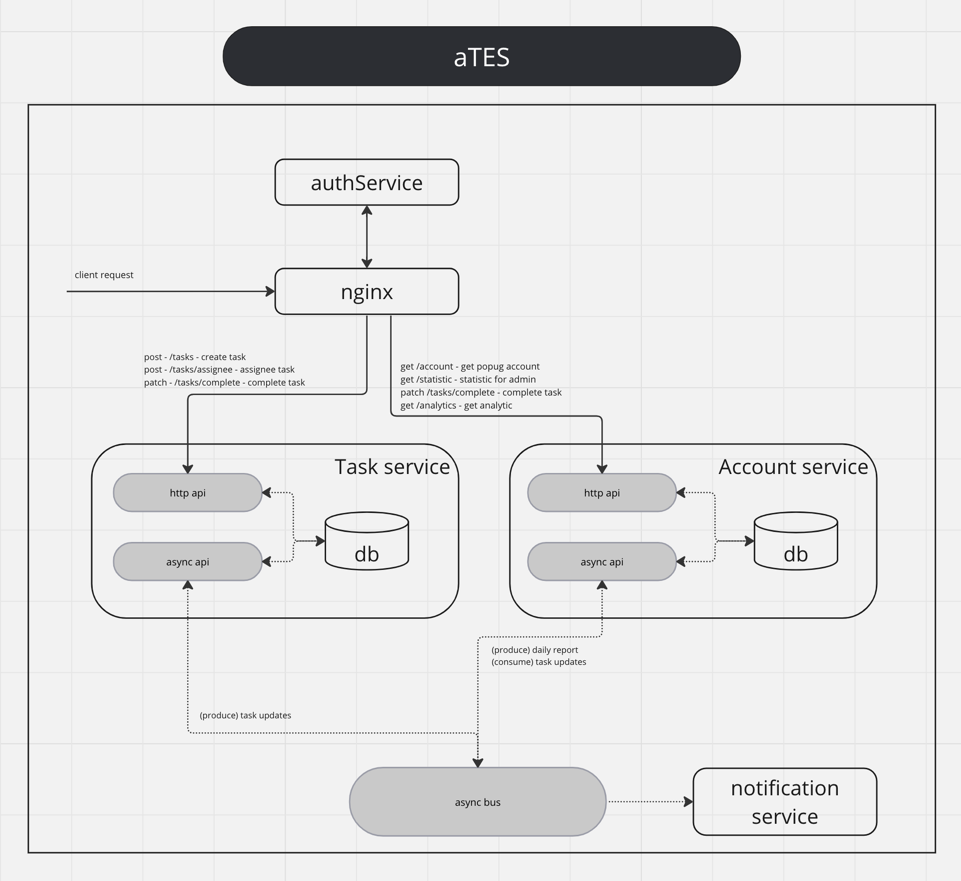 aTES
authService
client request
nginx
post - /tasks - create task
post - /tasks/assignee - assignee task
patch - /tasks/complete - complete task
get /account - get popug account
get /statistic - statistic for admin
patch /tasks/complete - complete task
get /analytics - get analytic
Task service
http api
async api
db
Account service
http api
async api
db
(produce) daily report
(consume) task updates
(produce) task updates
async bus
notification
service